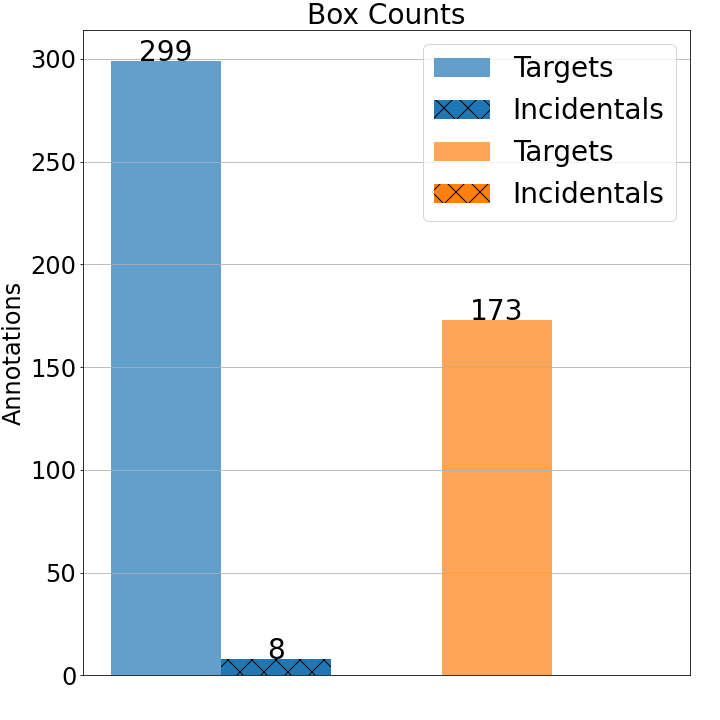 Box Counts
299
Targets
Incidentals
Targets
Incidentals
173
8
Annotations
300
250
200
150
100
50
0